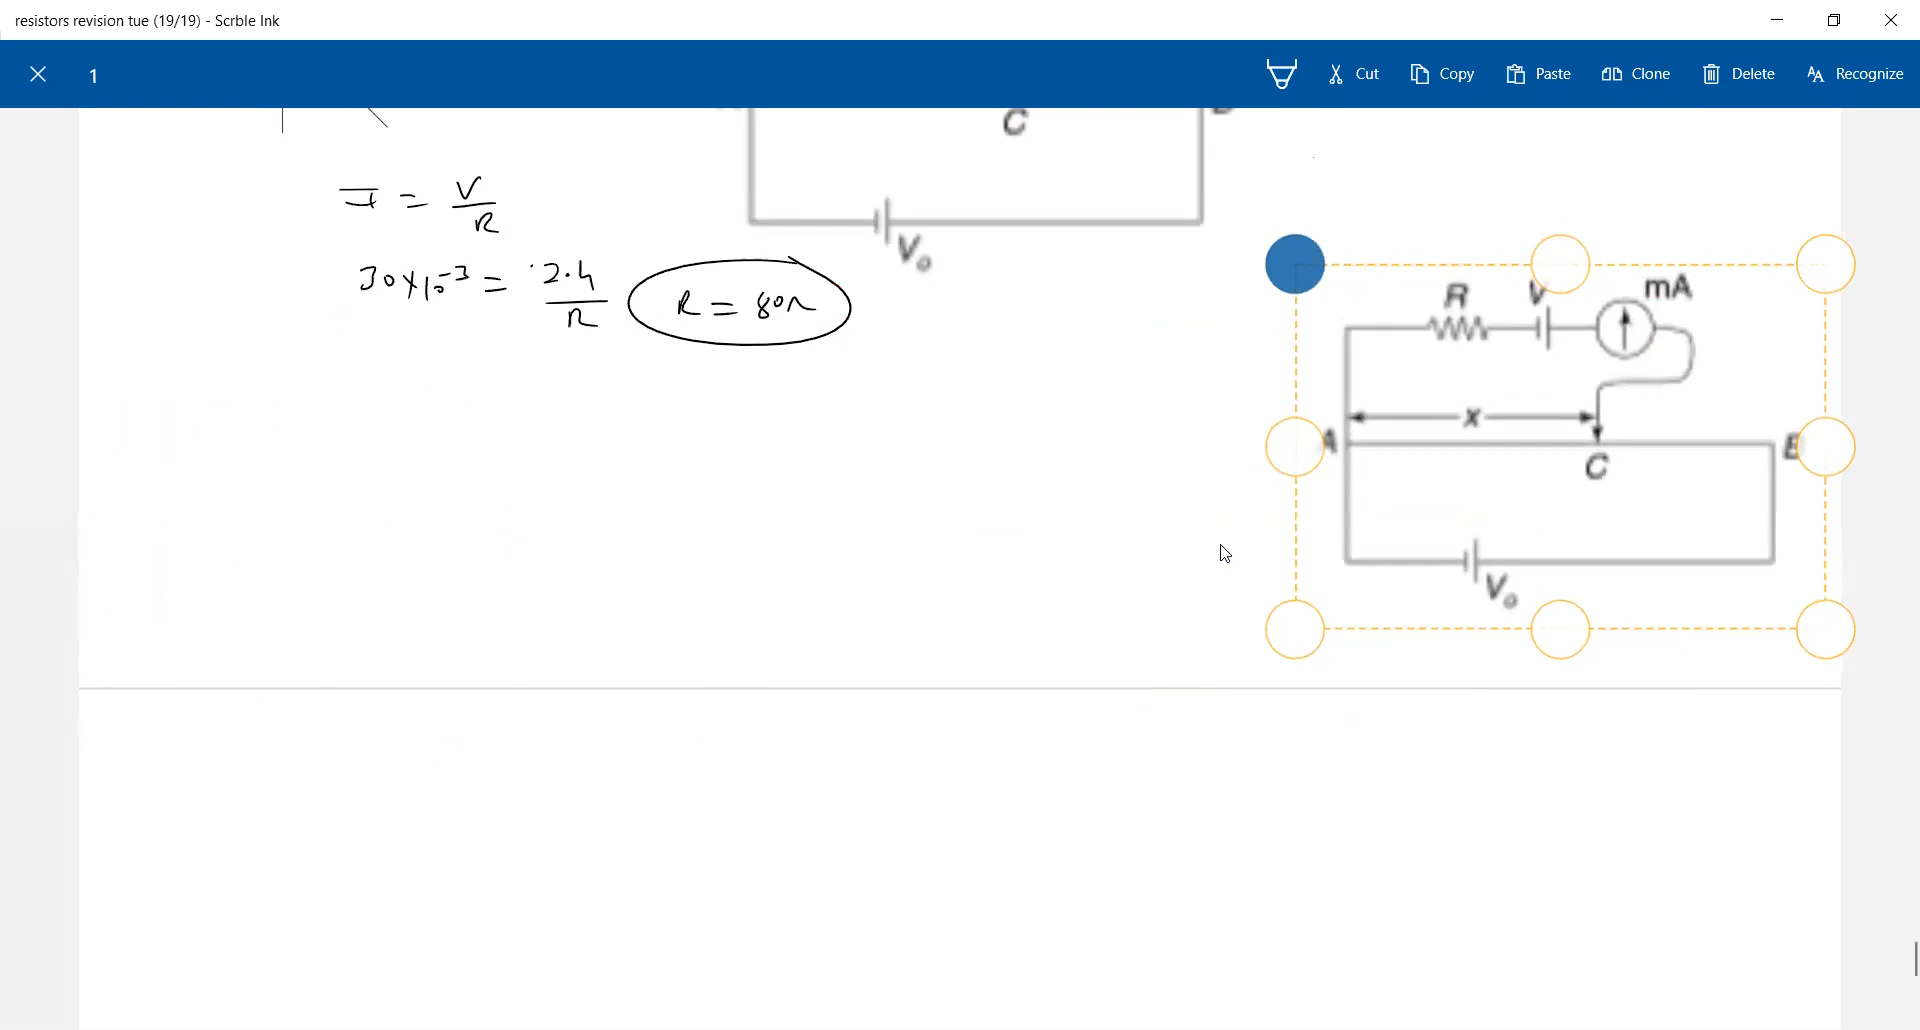 resistors revision tue (19/19) - Scrble Ink
1
Cut
Copy
Paste
Clone
Delete
Recognize
C
I = V/R
V₀
30×10⁻³ = 2.4/R
R = 80Ω
R
V
mA
x
A
B
C
V₀